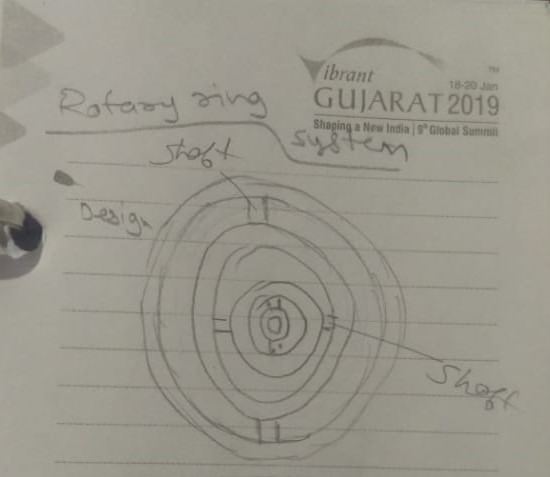 Vibrant
TM
18-20 Jan
GUJARAT 2019
Shaping a New India | 9th Global Summit
Rotary ring
system
Shaft
Design
Shaft